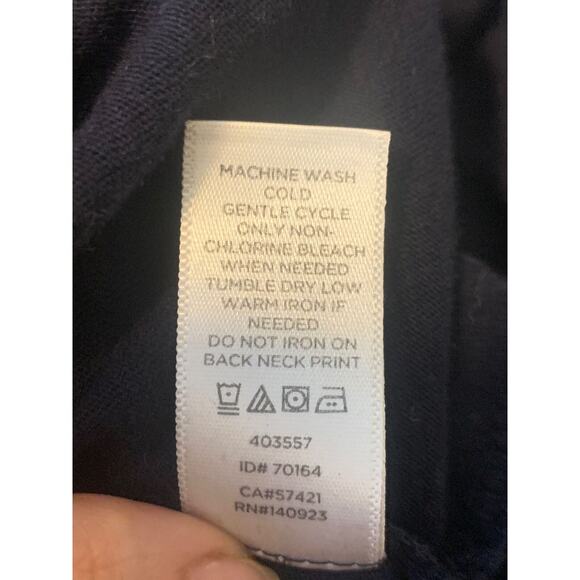 MACHINE WASH
COLD
GENTLE CYCLE
ONLY NON-
CHLORINE BLEACH
WHEN NEEDED
TUMBLE DRY LOW
WARM IRON IF
NEEDED
DO NOT IRON ON
BACK NECK PRINT
403557
ID# 70164
CA#57421
RN#140923